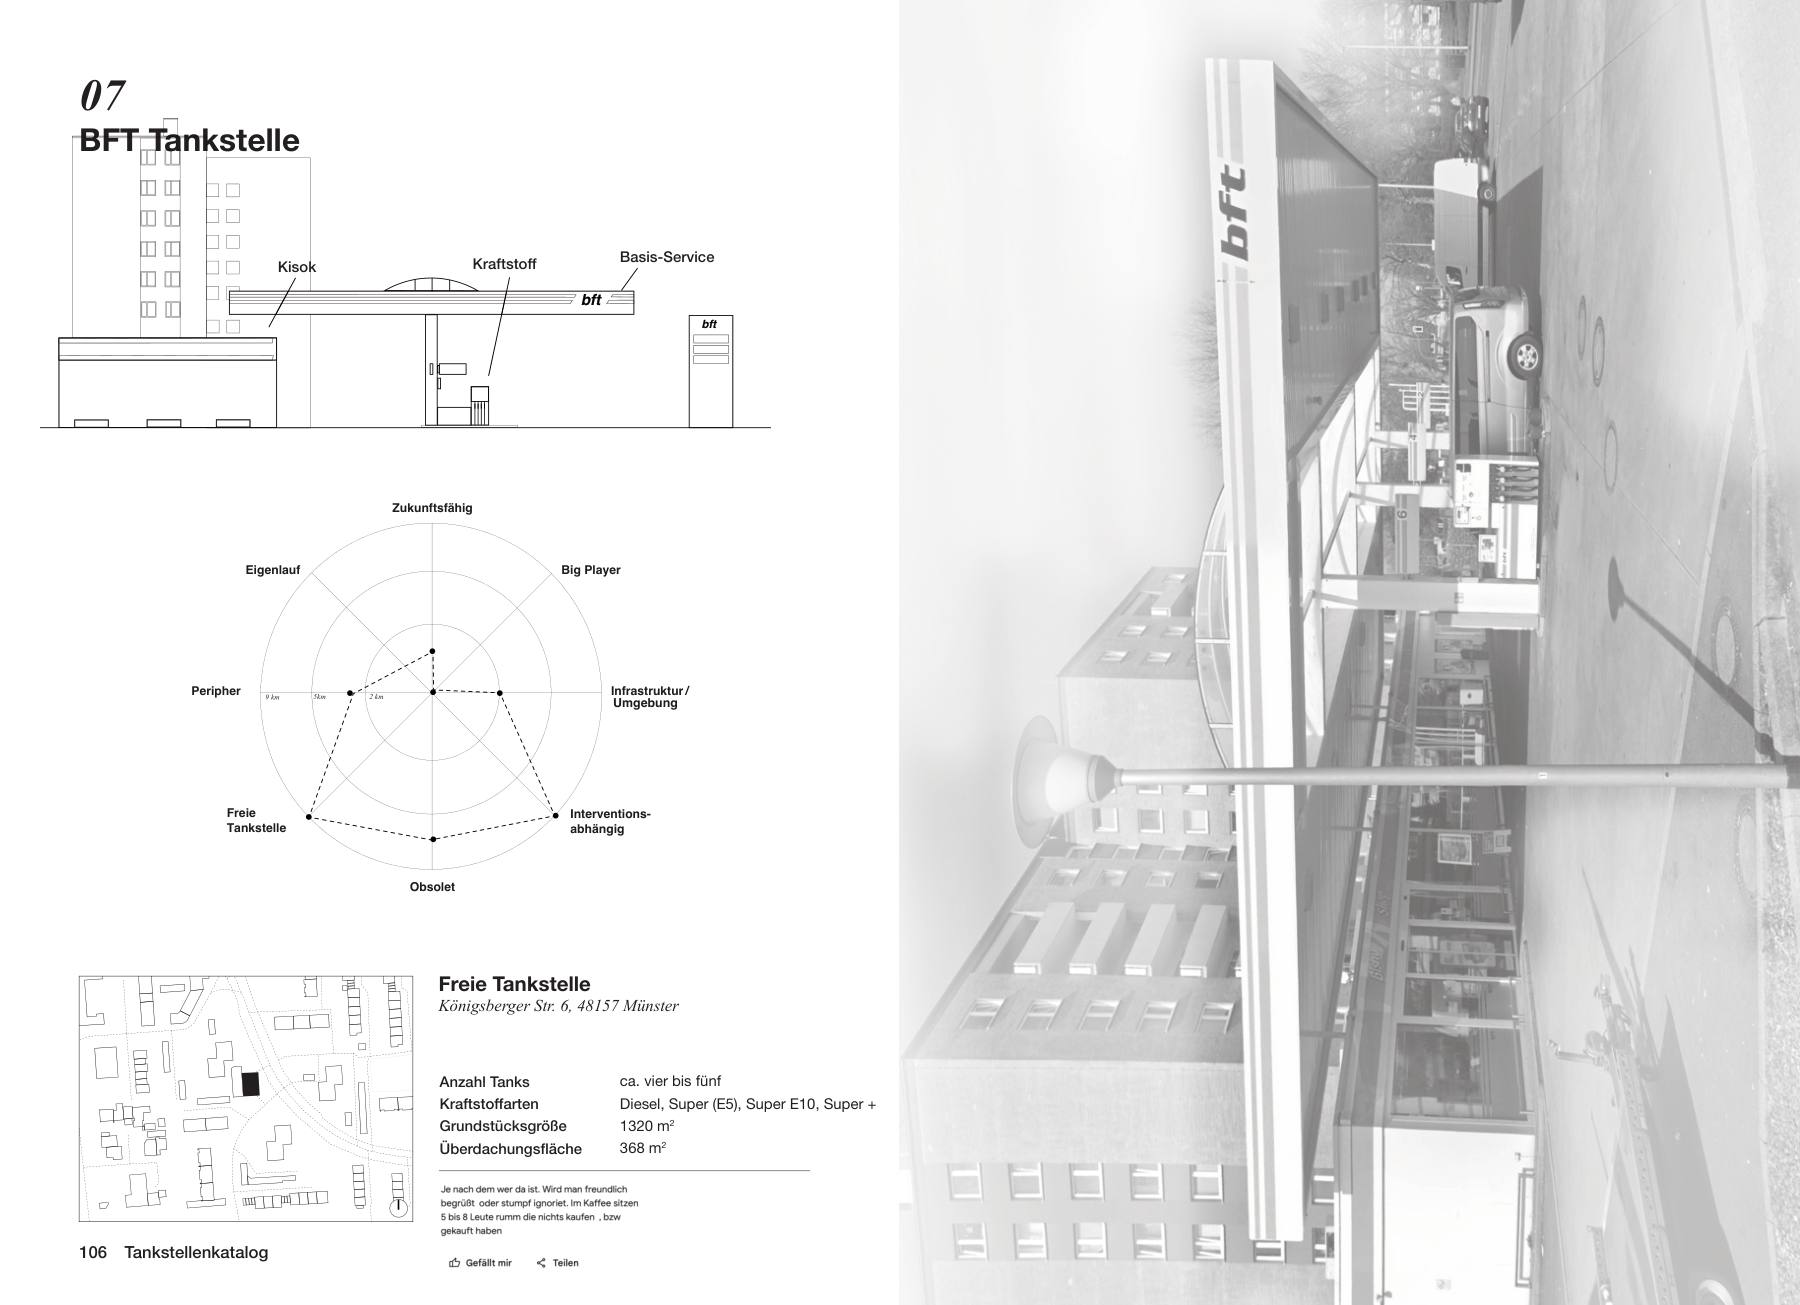 07
BFT Tankstelle
Kisok
Kraftstoff
Basis-Service
bft
bft
Zukunftsfähig
Eigenlauf
Big Player
Peripher
9 km
5km
2 km
Infrastruktur/
Umgebung
Freie
Tankstelle
Interventions-
abhängig
Obsolet
Freie Tankstelle
Königsberger Str. 6, 48157 Münster
Anzahl Tanks ca. vier bis fünf
Kraftstoffarten Diesel, Super (E5), Super E10, Super +
Grundstücksgröße 1320 m²
Überdachungsfläche 368 m²
Je nach dem wer da ist. Wird man freundlich
begrüßt oder stumpf ignoriet. Im Kaffee sitzen
5 bis 8 Leute rumm die nichts kaufen , bzw
gekauft haben
Gefällt mir Teilen
106 Tankstellenkatalog
bft
4
6